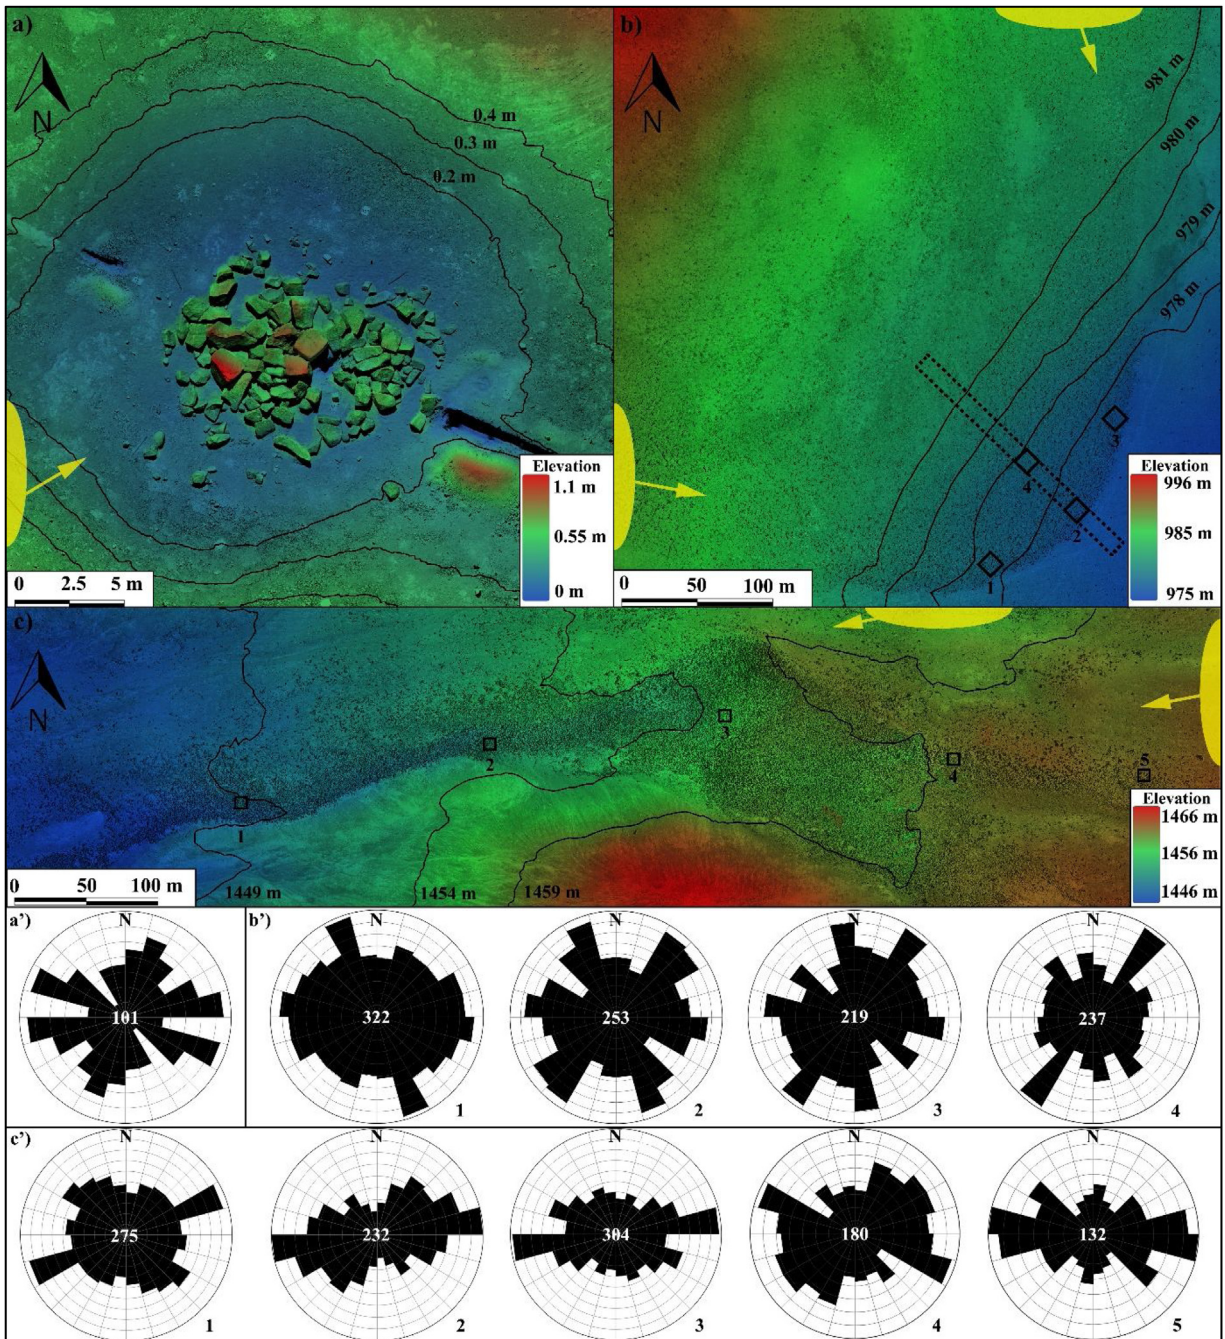 a)
N
0.4 m
0.3 m
0.2 m
Elevation
1.1 m
0.55 m
0 m
0 2.5 5 m
b)
N
981 m
980 m
979 m
978 m
3
4
2
1
Elevation
996 m
985 m
975 m
0 50 100 m
c)
N
1
2
3
4
5
Elevation
1466 m
1456 m
1446 m
0 50 100 m
1449 m 1454 m 1459 m
a') N
101
b') N
322
1
N
253
2
N
219
3
N
237
4
c') N
275
1
N
232
2
N
304
3
N
180
4
N
132
5